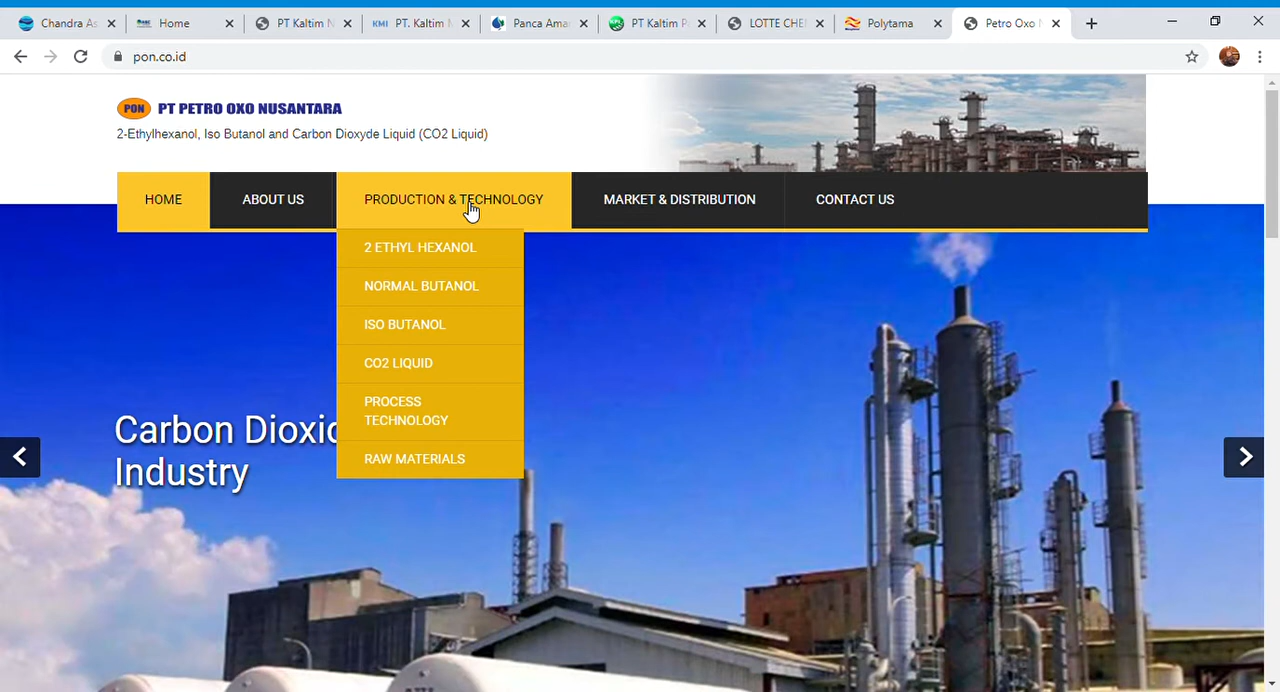 Chandra As
Home
PT Kaltim N
KMI PT. Kaltim M
Panca Amar
PT Kaltim P
LOTTE CHE
Polytama
Petro Oxo N
pon.co.id
PON PT PETRO OXO NUSANTARA
2-Ethylhexanol, Iso Butanol and Carbon Dioxyde Liquid (CO2 Liquid)
HOME
ABOUT US
PRODUCTION & TECHNOLOGY
MARKET & DISTRIBUTION
CONTACT US
2 ETHYL HEXANOL
NORMAL BUTANOL
ISO BUTANOL
CO2 LIQUID
PROCESS
TECHNOLOGY
RAW MATERIALS
Carbon Dioxid
Industry